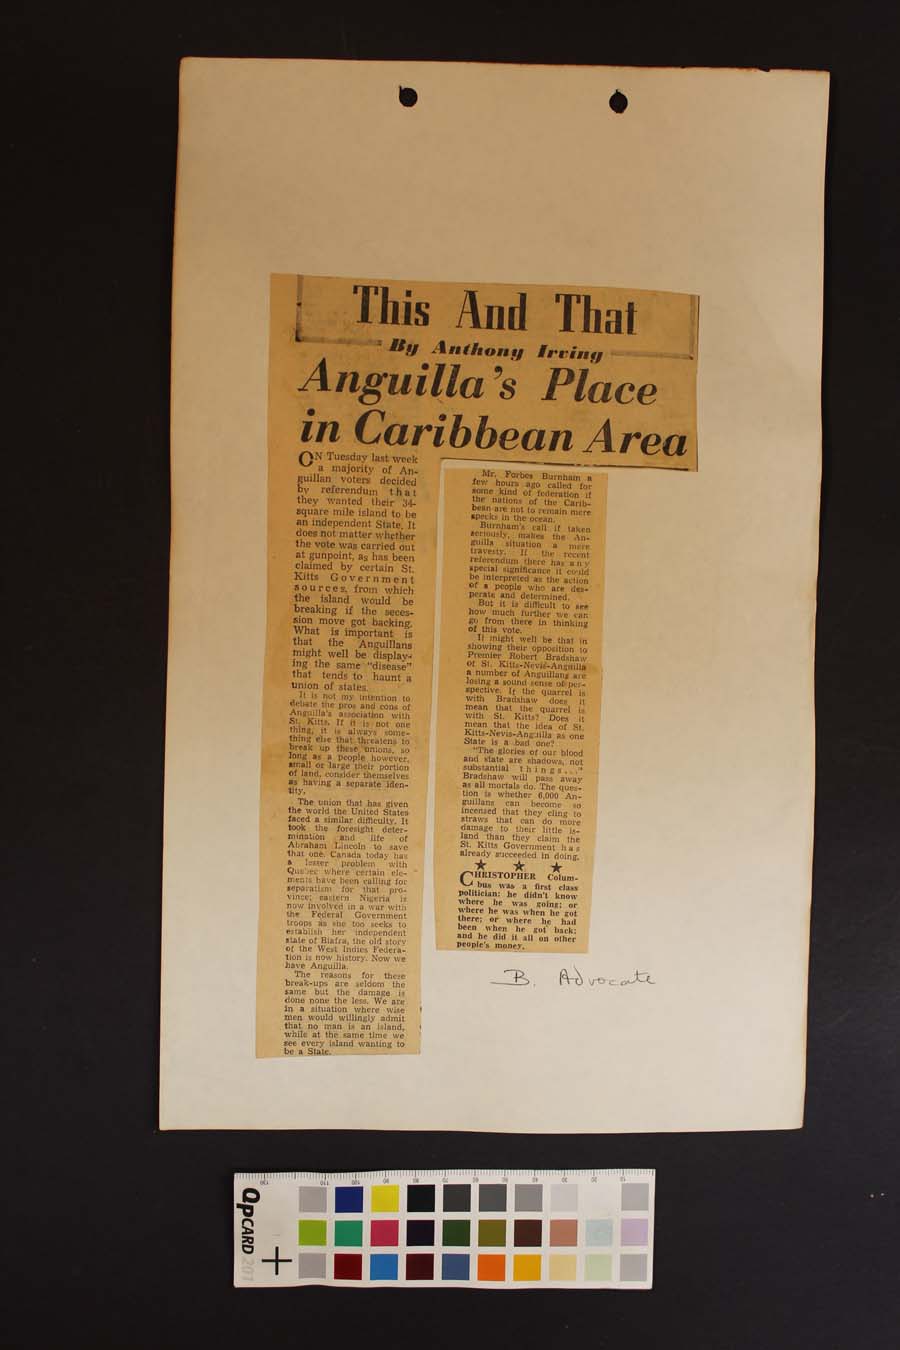 This And That
By Anthony Irving
Anguilla's Place
in Caribbean Area
ON Tuesday last week
a majority of An-
guillan voters decided
by referendum that
they wanted their 34-
square mile island to be
an independent State. It
does not matter whether
the vote was carried out
at gunpoint, as has been
claimed by certain St.
Kitts Government
sources, from which
the island would be
breaking if the seces-
sion move got backing.
What is important is
that the Anguillans
might well be display-
ing the same "disease"
that tends to haunt a
union of states.
It is not my intention to
debate the pros and cons of
Anguilla's association with
St. Kitts. If it is not one
thing, it is always some-
thing else that threatens to
break up these unions, so
long as a people however,
small or large their portion
of land, consider themselves
as having a separate iden-
tity.
The union that has given
the world the United States
faced a similar difficulty. It
took the foresight deter-
mination and life of
Abraham Lincoln to save
that one. Canada today has
a lesser problem with
Quebec where certain ele-
ments have been calling for
separatism for that pro-
vince; eastern Nigeria is
now involved in a war with
the Federal Government
troops as she too seeks to
establish her independent
state of Biafra, the old story
of the West Indies Federa-
tion is now history. Now we
have Anguilla.
The reasons for these
break-ups are seldom the
same but the damage is
done none the less. We are
in a situation where wise
men would willingly admit
that no man is an island,
while at the same time we
see every island wanting to
be a State.
Mr. Forbes Burnham a
few hours ago called for
some kind of federation if
the nations of the Carib-
bean are not to remain mere
specks in the ocean.
Burnham's call if taken
seriously, makes the An-
guilla situation a mere
travesty. If the recent
referendum there has any
special significance it could
be interpreted as the action
of a people who are des-
perate and determined.
But it is difficult to see
how much further we can
go from there in thinking
of this vote.
It might well be that in
showing their opposition to
Premier Robert Bradshaw
of St. Kitts-Nevis-Anguilla
a number of Anguillans are
losing a sound sense of per-
spective. If the quarrel is
with Bradshaw does it
mean that the quarrel is
with St. Kitts? Does it
mean that the idea of St.
Kitts-Nevis-Anguilla as one
State is a bad one?
"The glories of our blood
and state are shadows, not
substantial things..."
Bradshaw will pass away
as all mortals do. The ques-
tion is whether 6,000 An-
guillans can become so
incensed that they cling to
straws that can do more
damage to their little is-
land than they claim the
St. Kitts Government has
already succeeded in doing.
CHRISTOPHER Colum-
bus was a first class
politician: he didn't know
where he was going; or
where he was when he got
there; or where he had
been when he got back;
and he did it all on other
people's money.
B. Advocate
QPCARD 201